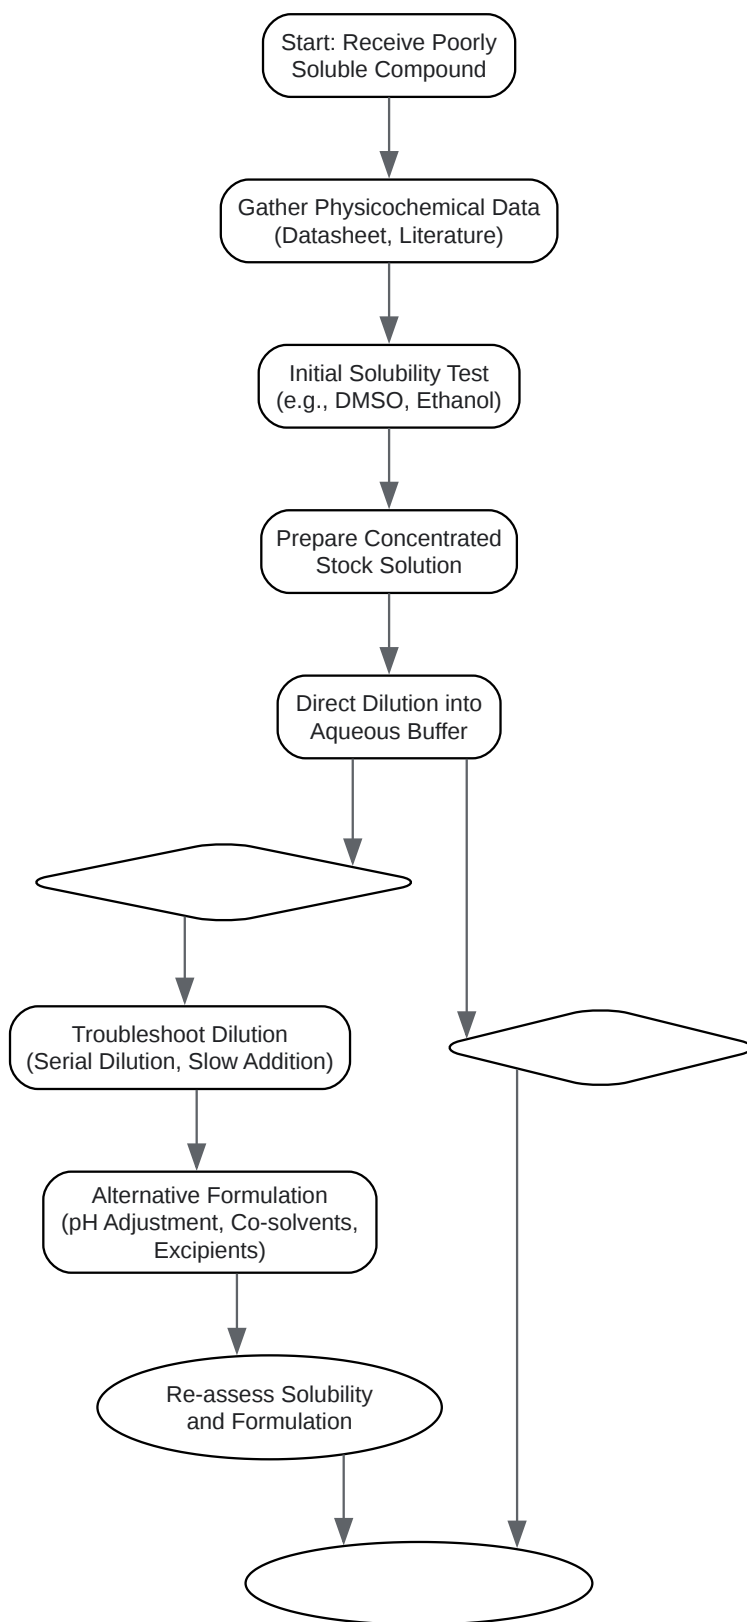 Start: Receive Poorly
Soluble Compound
Gather Physicochemical Data
(Datasheet, Literature)
Initial Solubility Test
(e.g., DMSO, Ethanol)
Prepare Concentrated
Stock Solution
Direct Dilution into
Aqueous Buffer
Troubleshoot Dilution
(Serial Dilution, Slow Addition)
Alternative Formulation
(pH Adjustment, Co-solvents,
Excipients)
Re-assess Solubility
and Formulation